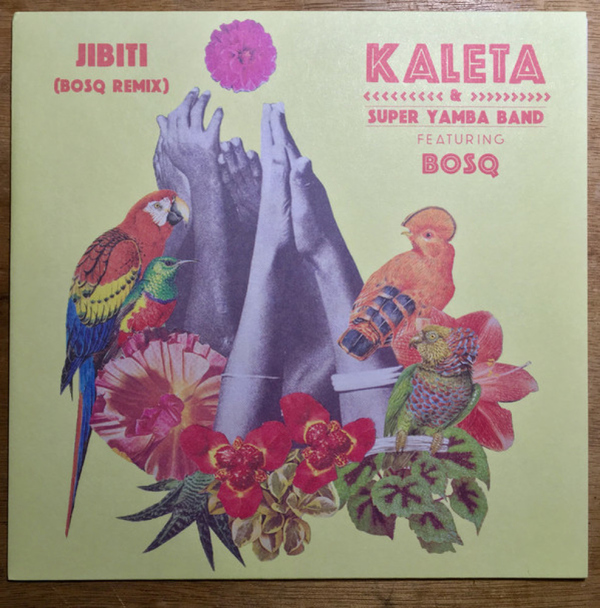 JIBITI
(BOSQ REMIX)
KALETA
<<<<<<<<< & >>>>>>>>>>
SUPER YAMBA BAND
FEATURING
BOSQ